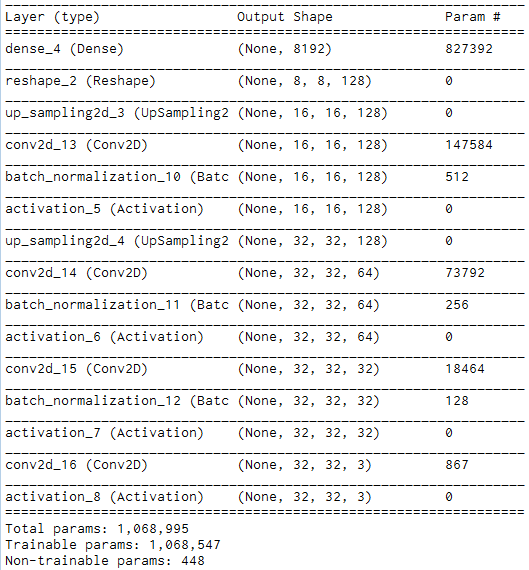 Layer (type) Output Shape Param #
dense_4 (Dense) (None, 8192) 827392
reshape_2 (Reshape) (None, 8, 8, 128) 0
up_sampling2d_3 (UpSampling2 (None, 16, 16, 128) 0
conv2d_13 (Conv2D) (None, 16, 16, 128) 147584
batch_normalization_10 (Batc (None, 16, 16, 128) 512
activation_5 (Activation) (None, 16, 16, 128) 0
up_sampling2d_4 (UpSampling2 (None, 32, 32, 128) 0
conv2d_14 (Conv2D) (None, 32, 32, 64) 73792
batch_normalization_11 (Batc (None, 32, 32, 64) 256
activation_6 (Activation) (None, 32, 32, 64) 0
conv2d_15 (Conv2D) (None, 32, 32, 32) 18464
batch_normalization_12 (Batc (None, 32, 32, 32) 128
activation_7 (Activation) (None, 32, 32, 32) 0
conv2d_16 (Conv2D) (None, 32, 32, 3) 867
activation_8 (Activation) (None, 32, 32, 3) 0
Total params: 1,068,995
Trainable params: 1,068,547
Non-trainable params: 448